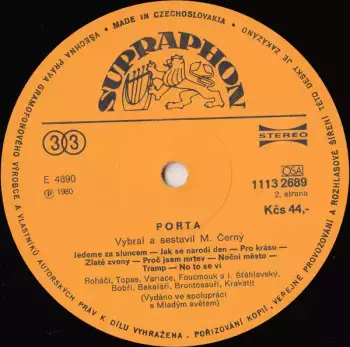 MADE IN CZECHOSLOVAKIA • VŠECHNA PRÁVA GRAMOFONOVÉHO VÝROBCE A VLASTNÍKŮ AUTORSKÝCH PRÁV K DÍLU VYHRAŽENA. POŘIZOVÁNÍ KOPIÍ, VEŘEJNÉ PROVOZOVÁNÍ A ROZHLASOVÉ ŠÍŘENÍ TÉTO DESKY JE ZAKÁZÁNO •
SUPRAPHON
33
STEREO
E 4890
Ⓟ 1980
OSA
1113 2689
2. strana
Kčs 44,-
PORTA
Vybral a sestavil M. Černý
Jedeme za sluncem — Jak se narodí den — Pro krásu —
Zlaté zvony — Proč jsem mrtev — Noční město —
Tramp — No to se ví
Roháči, Topas, Variace, Foucmouk a I. Šťáhlavský,
Bobři, Bakaláři, Brontosauři, Krakatit
(Vydáno ve spolupráci
s Mladým světem)